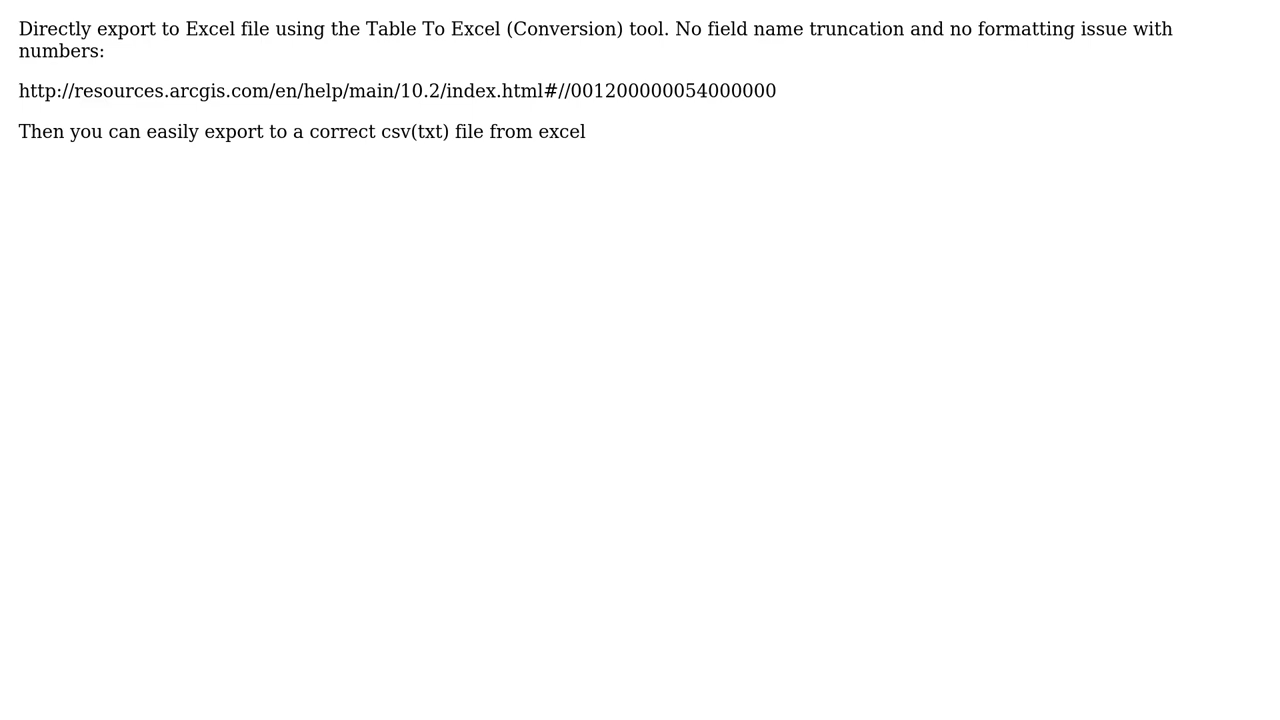 Directly export to Excel file using the Table To Excel (Conversion) tool. No field name truncation and no formatting issue with
numbers:
http://resources.arcgis.com/en/help/main/10.2/index.html#//001200000054000000
Then you can easily export to a correct csv(txt) file from excel